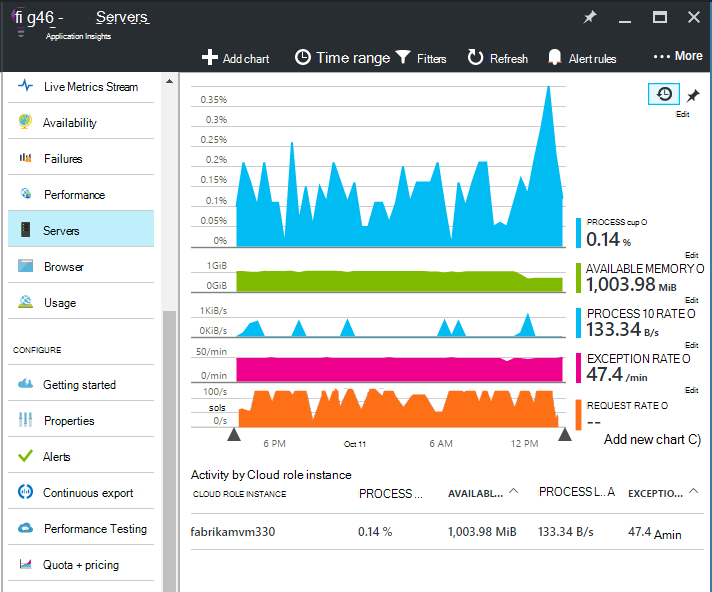 fi g46 - Servers
Application Insights
Add chart Time range Fitters Refresh Alert rules ••• More
Live Metrics Stream
Availability
Failures
Performance
Servers
Browser
Usage
CONFIGURE
Getting started
Properties
Alerts
Continuous export
Performance Testing
Quota + pricing
Edit
0.35%
0.3%
0.25%
0.2%
0.15%
0.1%
0.05%
0%
PROCESS cup O
0.14 %
Edit
1GiB
0GiB
AVAILABLE MEMORY O
1,003.98 MiB
Edit
1KiB/s
0KiB/s
PROCESS 10 RATE O
133.34 B/s
Edit
50/min
0/min
EXCEPTION RATE O
47.4 /min
Edit
100/s
sols
0/s
REQUEST RATE O
--
6 PM Oct 11 6 AM 12 PM
Add new chart C)
Activity by Cloud role instance
CLOUD ROLE INSTANCE PROCESS ... AVAILABL... PROCESS L.. A EXCEPTIO...
fabrikamvm330 0.14 % 1,003.98 MiB 133.34 B/s 47.4 Amin